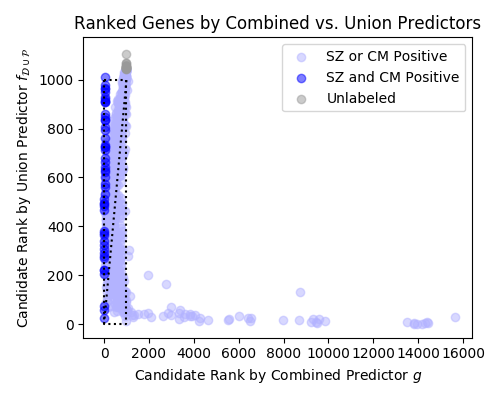 Ranked Genes by Combined vs. Union Predictors
SZ or CM Positive
SZ and CM Positive
Unlabeled
Candidate Rank by Union Predictor f_{D∪P}
1000
800
600
400
200
0
0 2000 4000 6000 8000 10000 12000 14000 16000
Candidate Rank by Combined Predictor g